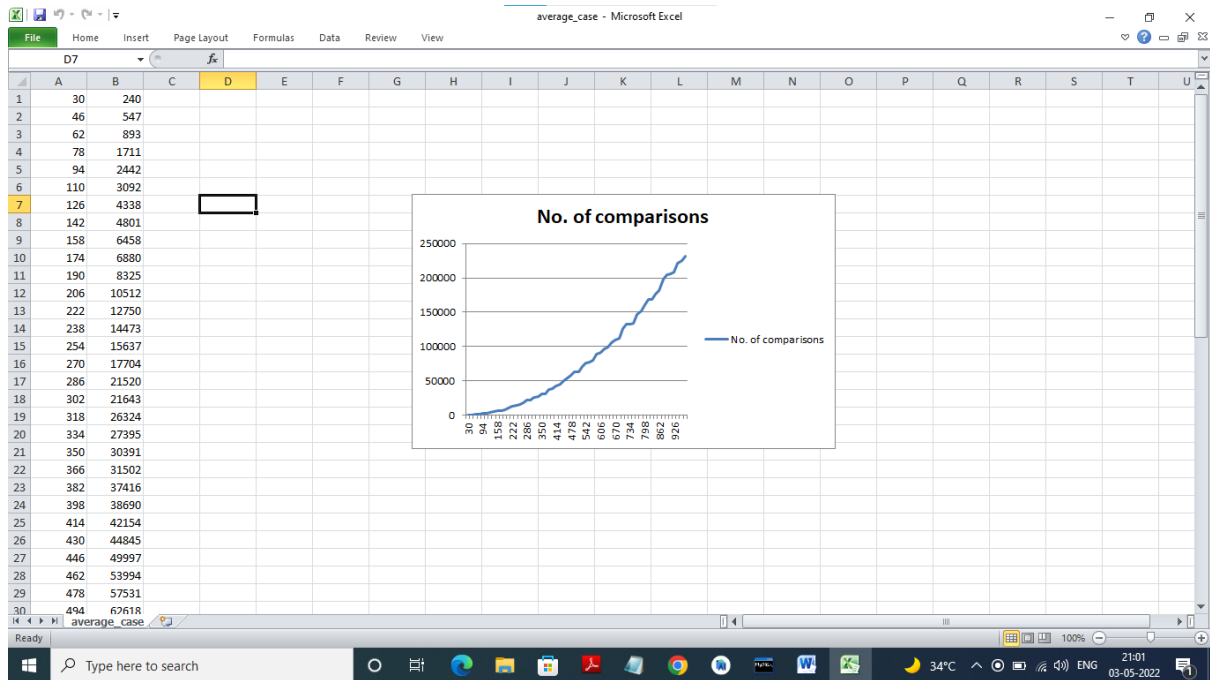 average_case - Microsoft Excel
File Home Insert Page Layout Formulas Data Review View
D7 fx
A B C D E F G H I J K L M N O P Q R S T U
1 30 240
2 46 547
3 62 893
4 78 1711
5 94 2442
6 110 3092
7 126 4338
8 142 4801
9 158 6458
10 174 6880
11 190 8325
12 206 10512
13 222 12750
14 238 14473
15 254 15637
16 270 17704
17 286 21520
18 302 21643
19 318 26324
20 334 27395
21 350 30391
22 366 31502
23 382 37416
24 398 38690
25 414 42154
26 430 44845
27 446 49997
28 462 53994
29 478 57531
30 494 62618
No. of comparisons
250000
200000
150000
100000
50000
0
30 94 158 222 286 350 414 478 542 606 670 734 798 862 926
No. of comparisons
average_case
Ready 100%
Type here to search
34°C ENG 21:01
03-05-2022